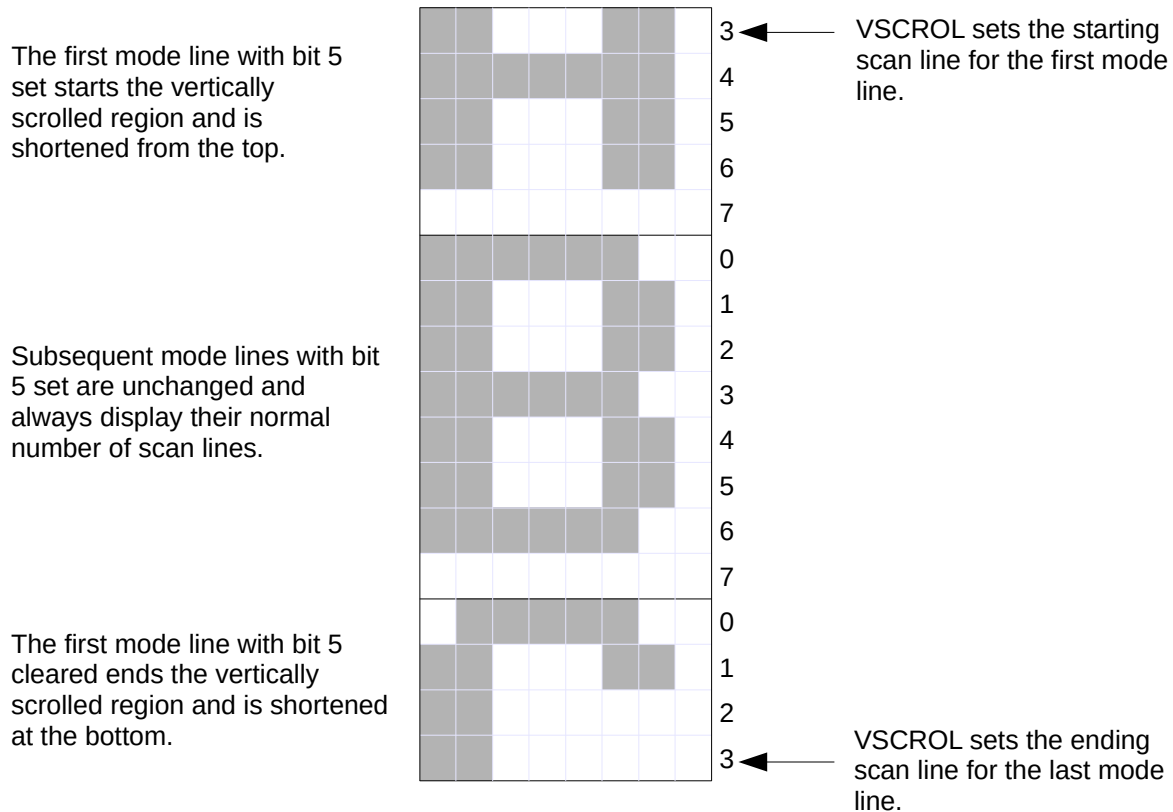 The first mode line with bit 5
set starts the vertically
scrolled region and is
shortened from the top.
3
VSCROL sets the starting
scan line for the first mode
line.
4
5
6
7
0
1
2
Subsequent mode lines with bit
5 set are unchanged and
always display their normal
number of scan lines.
3
4
5
6
7
The first mode line with bit 5
cleared ends the vertically
scrolled region and is shortened
at the bottom.
0
1
2
3
VSCROL sets the ending
scan line for the last mode
line.